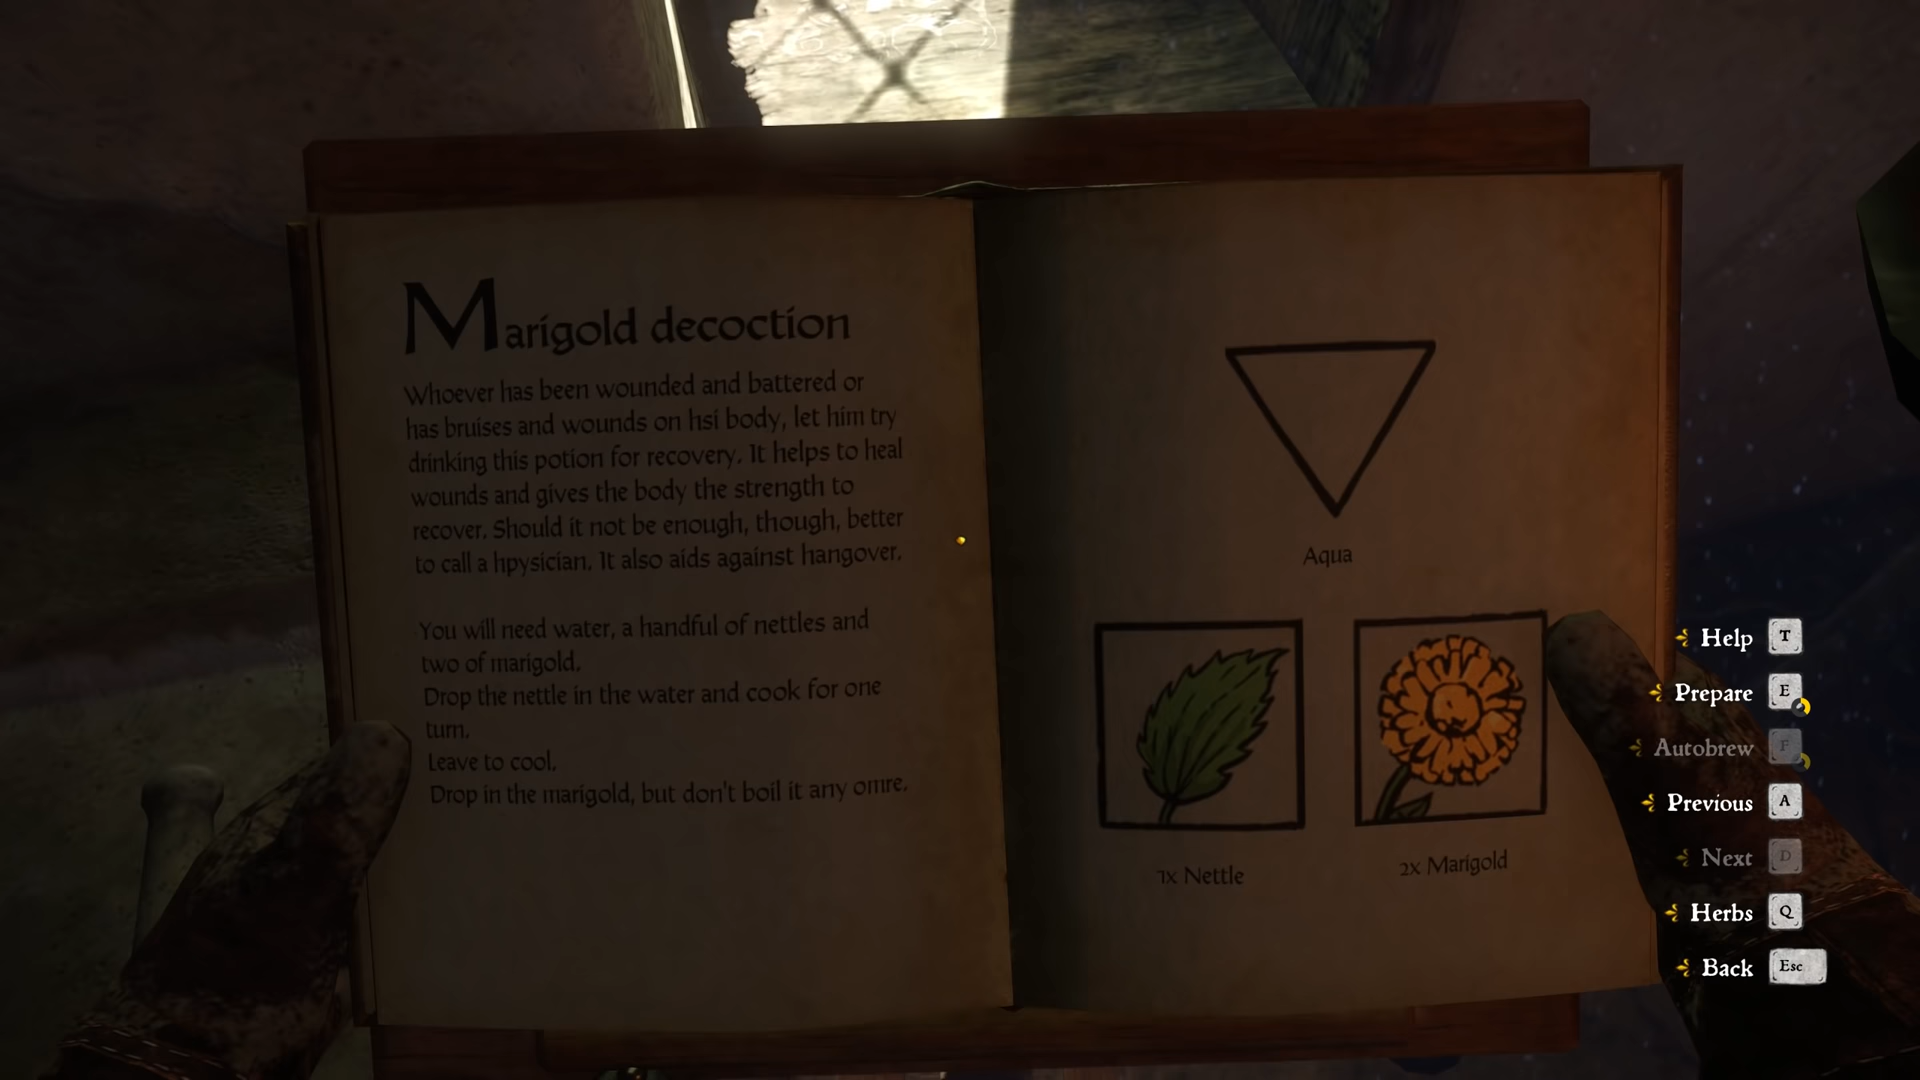 Marigold decoction
Whoever has been wounded and battered or
has bruises and wounds on hsi body, let him try
drinking this potion for recovery. It helps to heal
wounds and gives the body the strength to
recover. Should it not be enough, though, better
to call a hpysician. It also aids against hangover.
You will need water, a handful of nettles and
two of marigold.
Drop the nettle in the water and cook for one
turn.
Leave to cool.
Drop in the marigold, but don't boil it any omre.
Aqua
1x Nettle
2x Marigold
Help T
Prepare E
Autobrew F
Previous A
Next D
Herbs Q
Back Esc